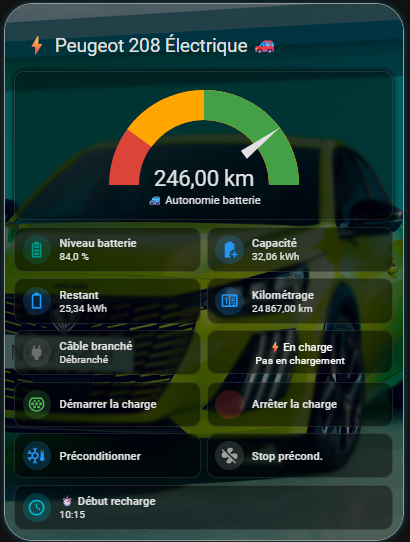 ⚡ Peugeot 208 Électrique 🚗
246,00 km
🚙 Autonomie batterie
Niveau batterie
84,0 %
Capacité
32,06 kWh
Restant
25,34 kWh
Kilométrage
24 867,00 km
Câble branché
Débranché
⚡En charge
Pas en chargement
Démarrer la charge
Arrêter la charge
Préconditionner
Stop précond.
Début recharge
10:15